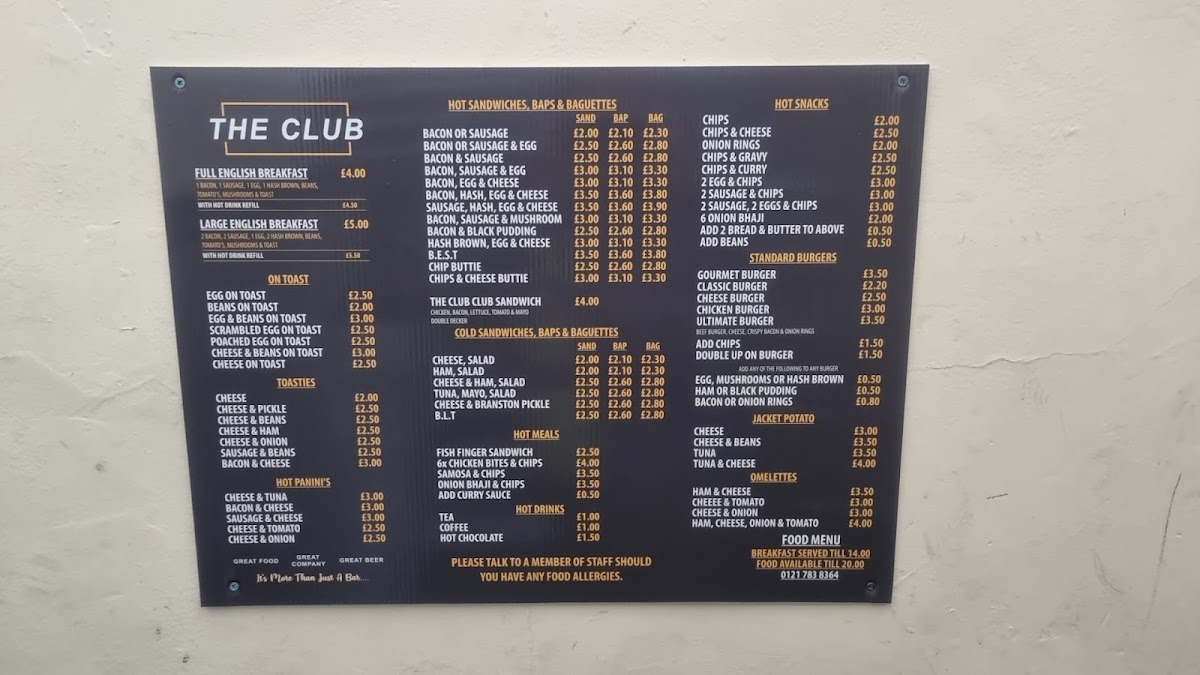 THE CLUB
FULL ENGLISH BREAKFAST £4.00
1 BACON, 1 SAUSAGE, 1 EGG, 1 HASH BROWN, BEANS,
TOMATO'S, MUSHROOMS & TOAST
WITH HOT DRINK REFILL £4.50
LARGE ENGLISH BREAKFAST £5.00
2 BACON, 2 SAUSAGE, 1 EGG, 2 HASH BROWN, BEANS,
TOMATO'S, MUSHROOMS & TOAST
WITH HOT DRINK REFILL £5.50
ON TOAST
EGG ON TOAST £2.50
BEANS ON TOAST £2.00
EGG & BEANS ON TOAST £3.00
SCRAMBLED EGG ON TOAST £2.50
POACHED EGG ON TOAST £2.50
CHEESE & BEANS ON TOAST £3.00
CHEESE ON TOAST £2.50
TOASTIES
CHEESE £2.00
CHEESE & PICKLE £2.50
CHEESE & BEANS £2.50
CHEESE & HAM £2.50
CHEESE & ONION £2.50
SAUSAGE & BEANS £2.50
BACON & CHEESE £3.00
HOT PANINI'S
CHEESE & TUNA £3.00
BACON & CHEESE £3.00
SAUSAGE & CHEESE £3.00
CHEESE & TOMATO £2.50
CHEESE & ONION £2.50
GREAT FOOD GREAT COMPANY GREAT BEER
It's More Than Just A Bar....
HOT SANDWICHES, BAPS & BAGUETTES
SAND BAP BAG
BACON OR SAUSAGE £2.00 £2.10 £2.30
BACON OR SAUSAGE & EGG £2.50 £2.60 £2.80
BACON & SAUSAGE £2.50 £2.60 £2.80
BACON, SAUSAGE & EGG £3.00 £3.10 £3.30
BACON, EGG & CHEESE £3.00 £3.10 £3.30
BACON, HASH, EGG & CHEESE £3.50 £3.60 £3.80
SAUSAGE, HASH, EGG & CHEESE £3.50 £3.60 £3.90
BACON, SAUSAGE & MUSHROOM £3.00 £3.10 £3.30
BACON & BLACK PUDDING £2.50 £2.60 £2.80
HASH BROWN, EGG & CHEESE £3.00 £3.10 £3.30
B.E.S.T £3.50 £3.60 £3.80
CHIP BUTTIE £2.50 £2.60 £2.80
CHIPS & CHEESE BUTTIE £3.00 £3.10 £3.30
THE CLUB CLUB SANDWICH £4.00
CHICKEN, BACON, LETTUCE, TOMATO & MAYO
DOUBLE DECKER
COLD SANDWICHES, BAPS & BAGUETTES
SAND BAP BAG
CHEESE, SALAD £2.00 £2.10 £2.30
HAM, SALAD £2.00 £2.10 £2.30
CHEESE & HAM, SALAD £2.50 £2.60 £2.80
TUNA, MAYO, SALAD £2.50 £2.60 £2.80
CHEESE & BRANSTON PICKLE £2.50 £2.60 £2.80
B.L.T £2.50 £2.60 £2.80
HOT MEALS
FISH FINGER SANDWICH £2.50
6x CHICKEN BITES & CHIPS £4.00
SAMOSA & CHIPS £3.50
ONION BHAJI & CHIPS £3.50
ADD CURRY SAUCE £0.50
HOT DRINKS
TEA £1.00
COFFEE £1.00
HOT CHOCOLATE £1.50
PLEASE TALK TO A MEMBER OF STAFF SHOULD
YOU HAVE ANY FOOD ALLERGIES.
HOT SNACKS
CHIPS £2.00
CHIPS & CHEESE £2.50
ONION RINGS £2.00
CHIPS & GRAVY £2.50
CHIPS & CURRY £2.50
2 EGG & CHIPS £3.00
2 SAUSAGE & CHIPS £3.00
2 SAUSAGE, 2 EGGS & CHIPS £3.00
6 ONION BHAJI £2.00
ADD 2 BREAD & BUTTER TO ABOVE £0.50
ADD BEANS £0.50
STANDARD BURGERS
GOURMET BURGER £3.50
CLASSIC BURGER £2.20
CHEESE BURGER £2.50
CHICKEN BURGER £3.00
ULTIMATE BURGER £3.50
BEEF BURGER, CHEESE, CRISPY BACON & ONION RINGS
ADD CHIPS £1.50
DOUBLE UP ON BURGER £1.50
ADD ANY OF THE FOLLOWING TO ANY BURGER
EGG, MUSHROOMS OR HASH BROWN £0.50
HAM OR BLACK PUDDING £0.50
BACON OR ONION RINGS £0.80
JACKET POTATO
CHEESE £3.00
CHEESE & BEANS £3.50
TUNA £3.50
TUNA & CHEESE £4.00
OMELETTES
HAM & CHEESE £3.50
CHEEEE & TOMATO £3.00
CHEESE & ONION £3.00
HAM, CHEESE, ONION & TOMATO £4.00
FOOD MENU
BREAKFAST SERVED TILL 14.00
FOOD AVAILABLE TILL 20.00
0121 783 8364